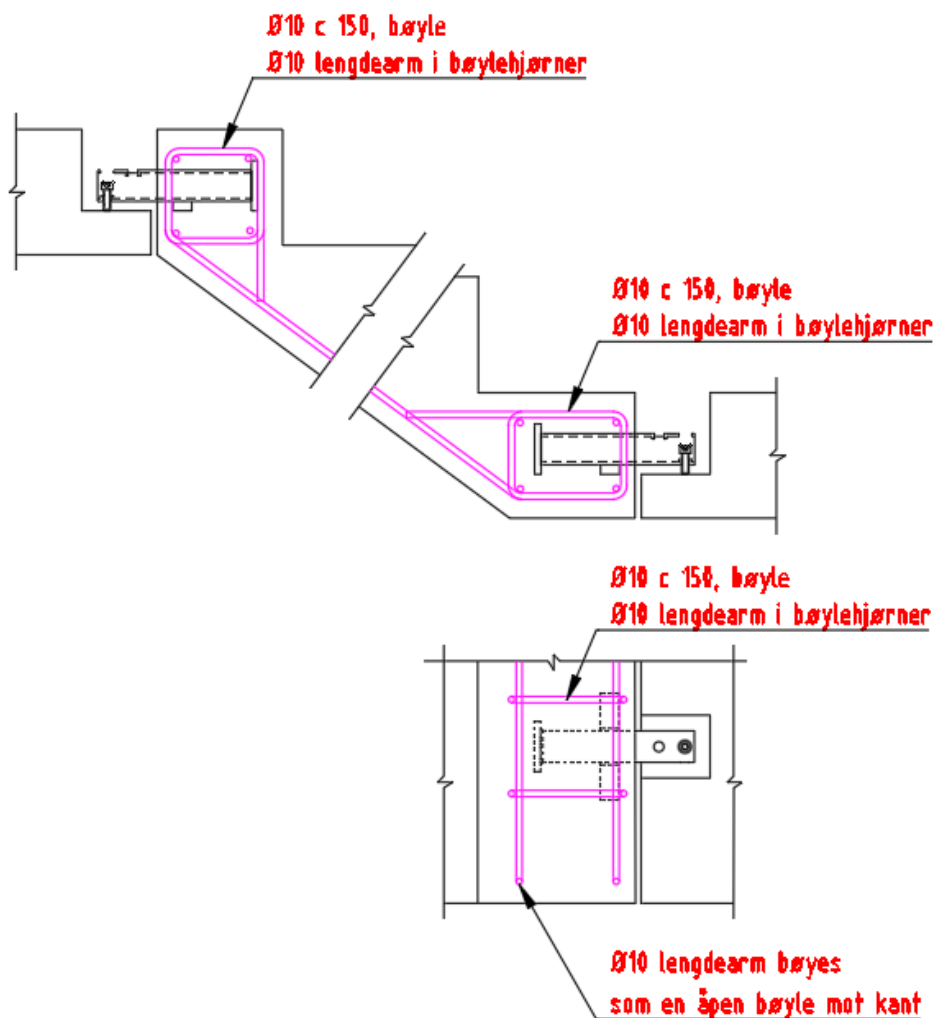 Ø10 c 150, bøyle
Ø10 lengdearm i bøylehjørner
Ø10 c 150, bøyle
Ø10 lengdearm i bøylehjørner
Ø10 c 150, bøyle
Ø10 lengdearm i bøylehjørner
Ø10 lengdearm bøyes
som en åpen bøyle mot kant